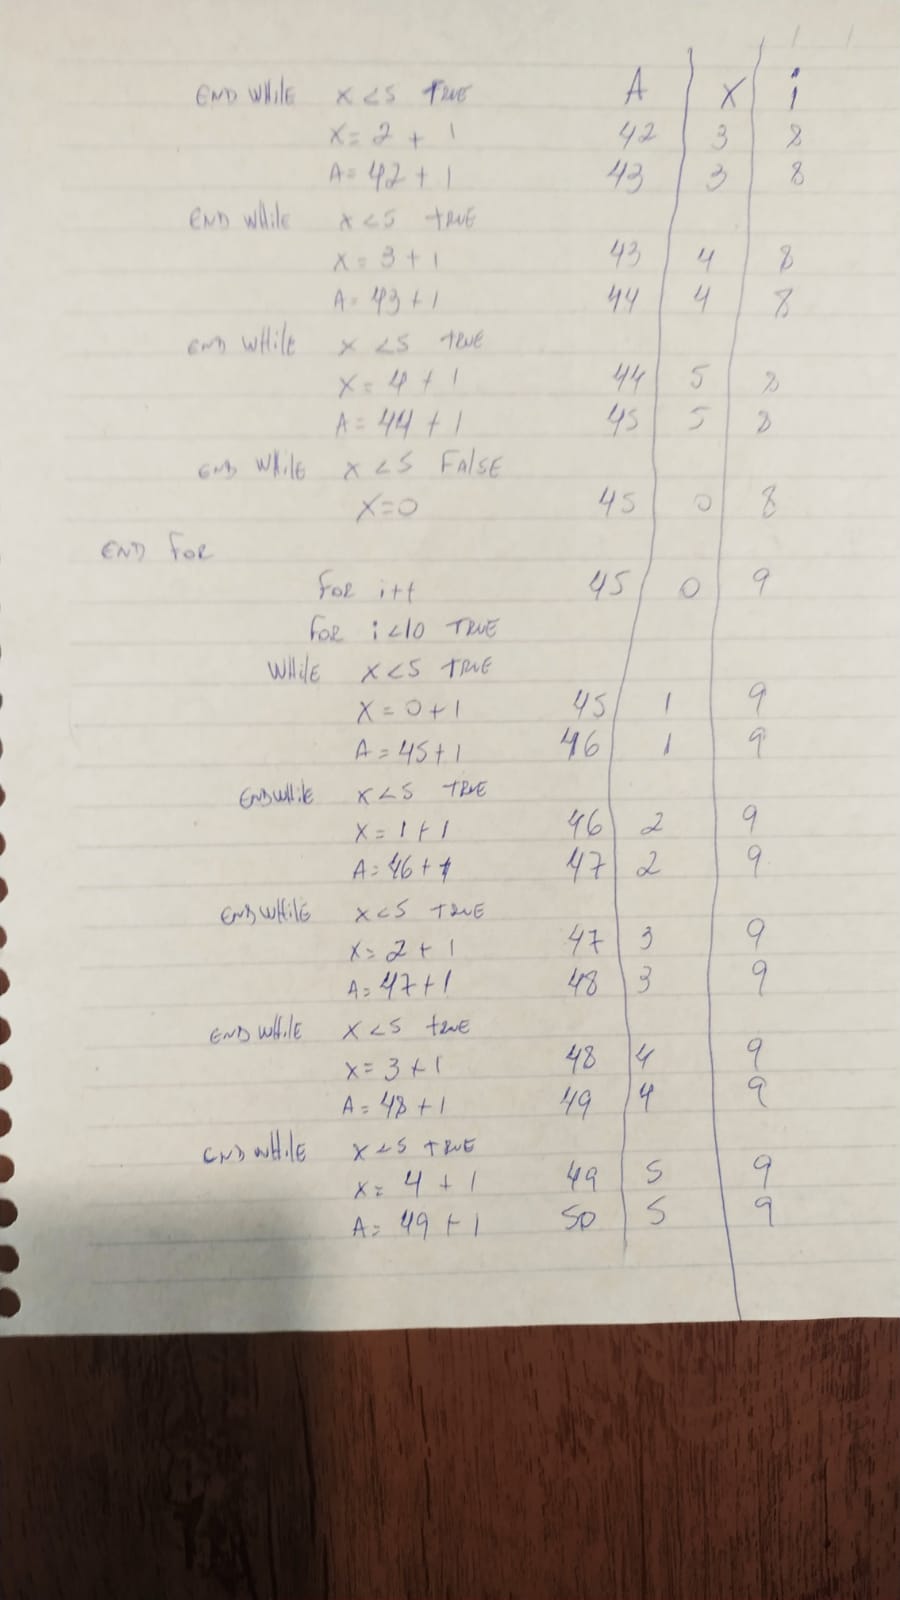 END WHile X <5 TRUE A X i
X= 2 + 1 42 3 8
A= 42 + 1 43 3 8
END While X <5 TRUE
X = 3 + 1 43 4 8
A= 43 + 1 44 4 8
END WHile X <5 TRUE
X = 4 + 1 44 5 8
A = 44 + 1 45 5 8
END While X <5 FAlSE
X=0 45 0 8
END FOR
FOR i++ 45 0 9
FOR i <10 TRUE
WHile X <5 TRUE
X = 0 + 1 45 1 9
A = 45 + 1 46 1 9
END While X <5 TRUE
X = 1 + 1 46 2 9
A = 46 + 1 47 2 9
END WHile X <5 TRUE
X= 2 + 1 47 3 9
A= 47 + 1 48 3 9
END WHile X <5 TRUE
X= 3 + 1 48 4 9
A = 48 + 1 49 4 9
END WHile X <5 TRUE
X= 4 + 1 49 5 9
A= 49 + 1 50 5 9